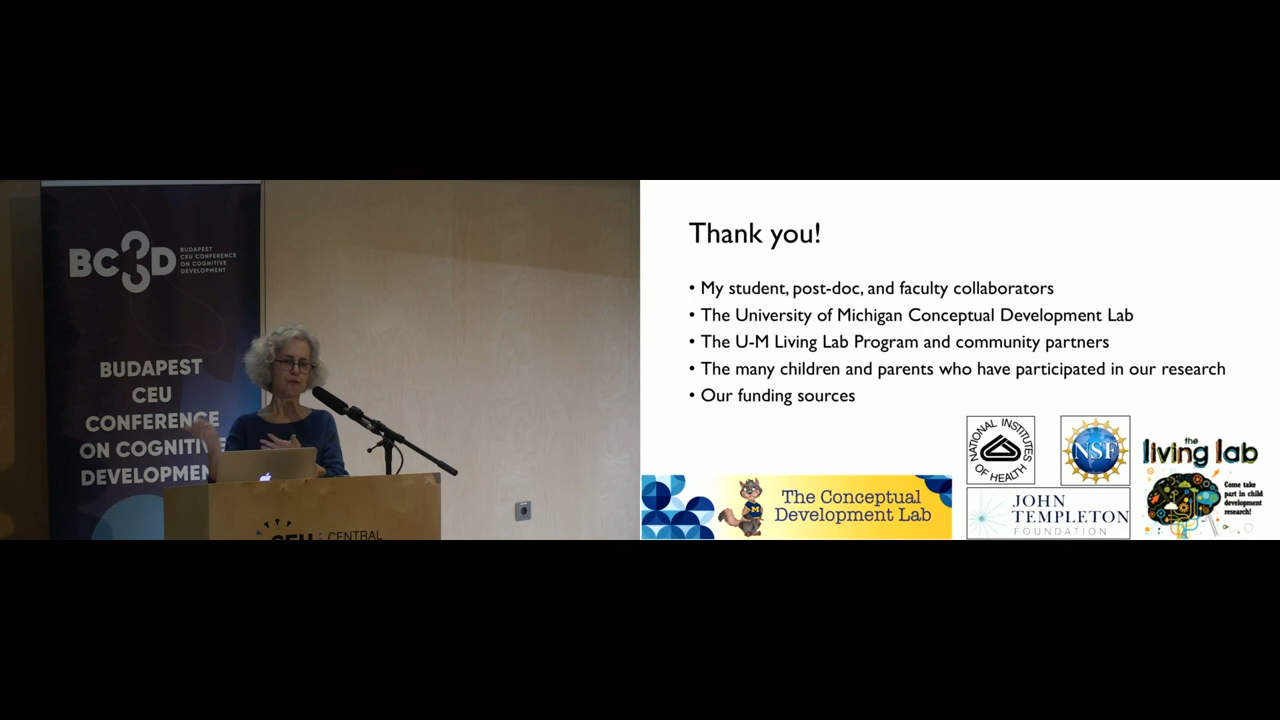 BC3D
BUDAPEST
CEU CONFERENCE
ON COGNITIVE
DEVELOPMENT
BUDAPEST
CEU
CONFERENCE
ON COGNITIVE
DEVELOPMEN
CEU
CENTRAL
Thank you!
• My student, post-doc, and faculty collaborators
• The University of Michigan Conceptual Development Lab
• The U-M Living Lab Program and community partners
• The many children and parents who have participated in our research
• Our funding sources
NATIONAL INSTITUTES
OF HEALTH
NSF
the
living lab
Come take
part in child
development
research!
M
The Conceptual
Development Lab
JOHN
TEMPLETON
FOUNDATION